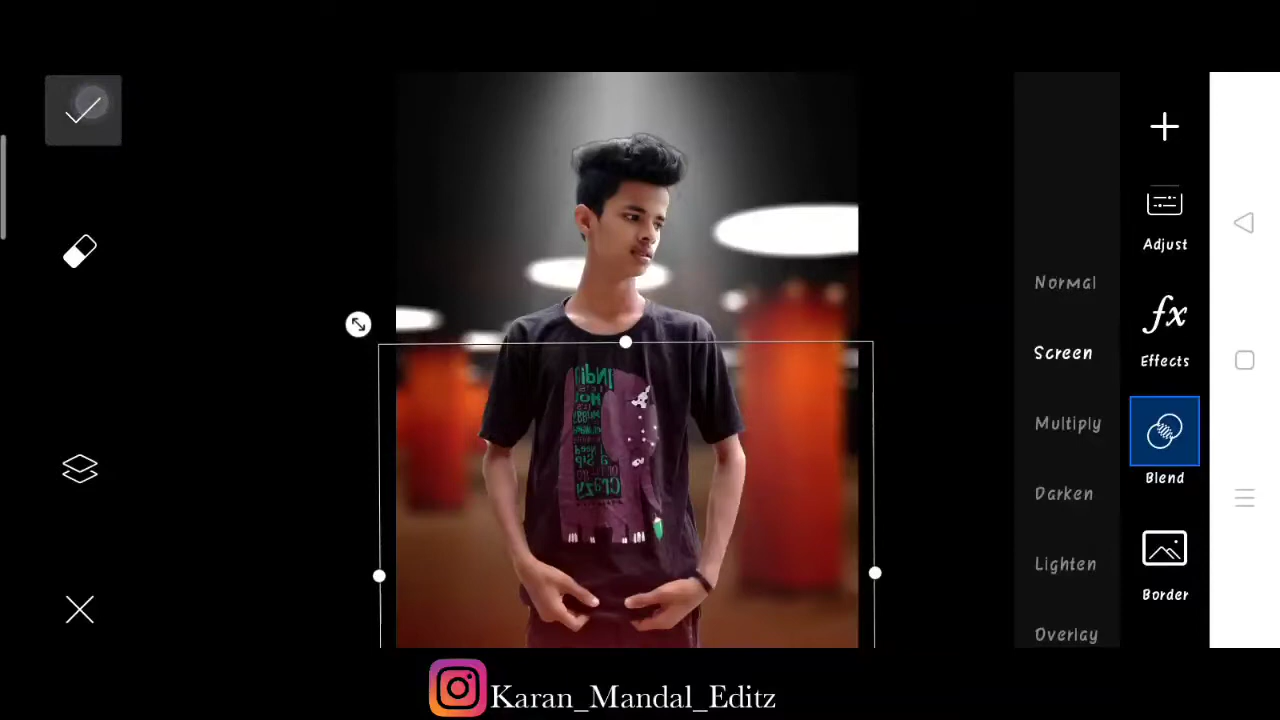 Adjust
Effects
Blend
Border
Normal
Screen
Multiply
Darken
Lighten
Overlay
Karan_Mandal_Editz